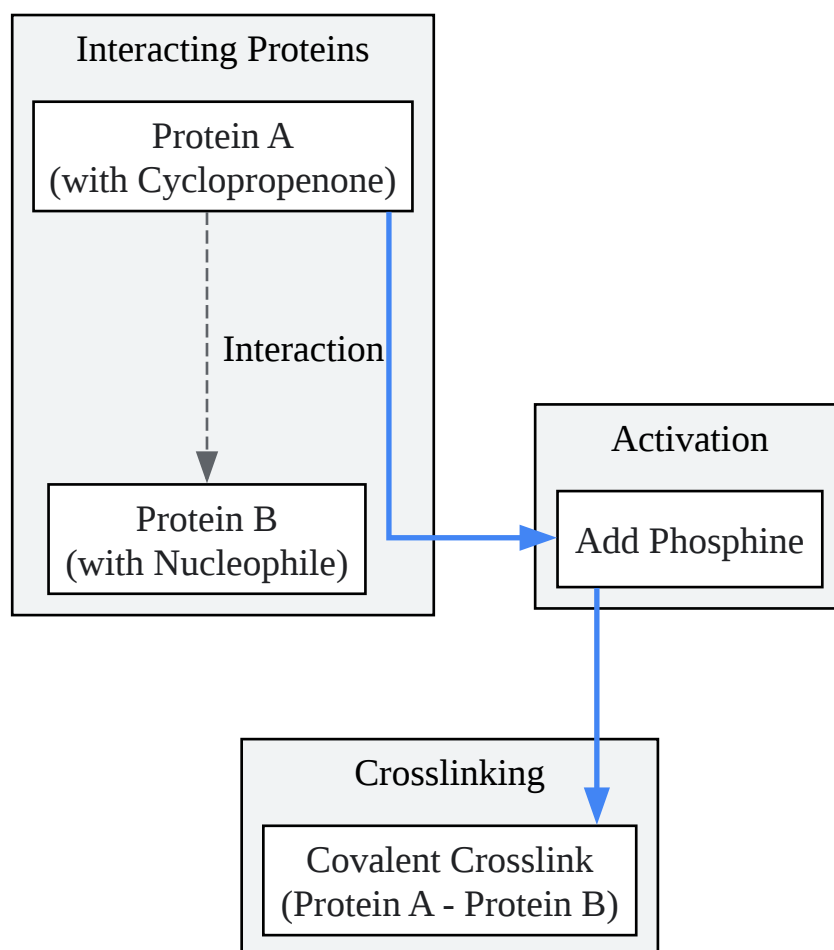 Interacting Proteins
Protein A
(with Cyclopropenone)
Interaction
Protein B
(with Nucleophile)
Activation
Add Phosphine
Crosslinking
Covalent Crosslink
(Protein A - Protein B)